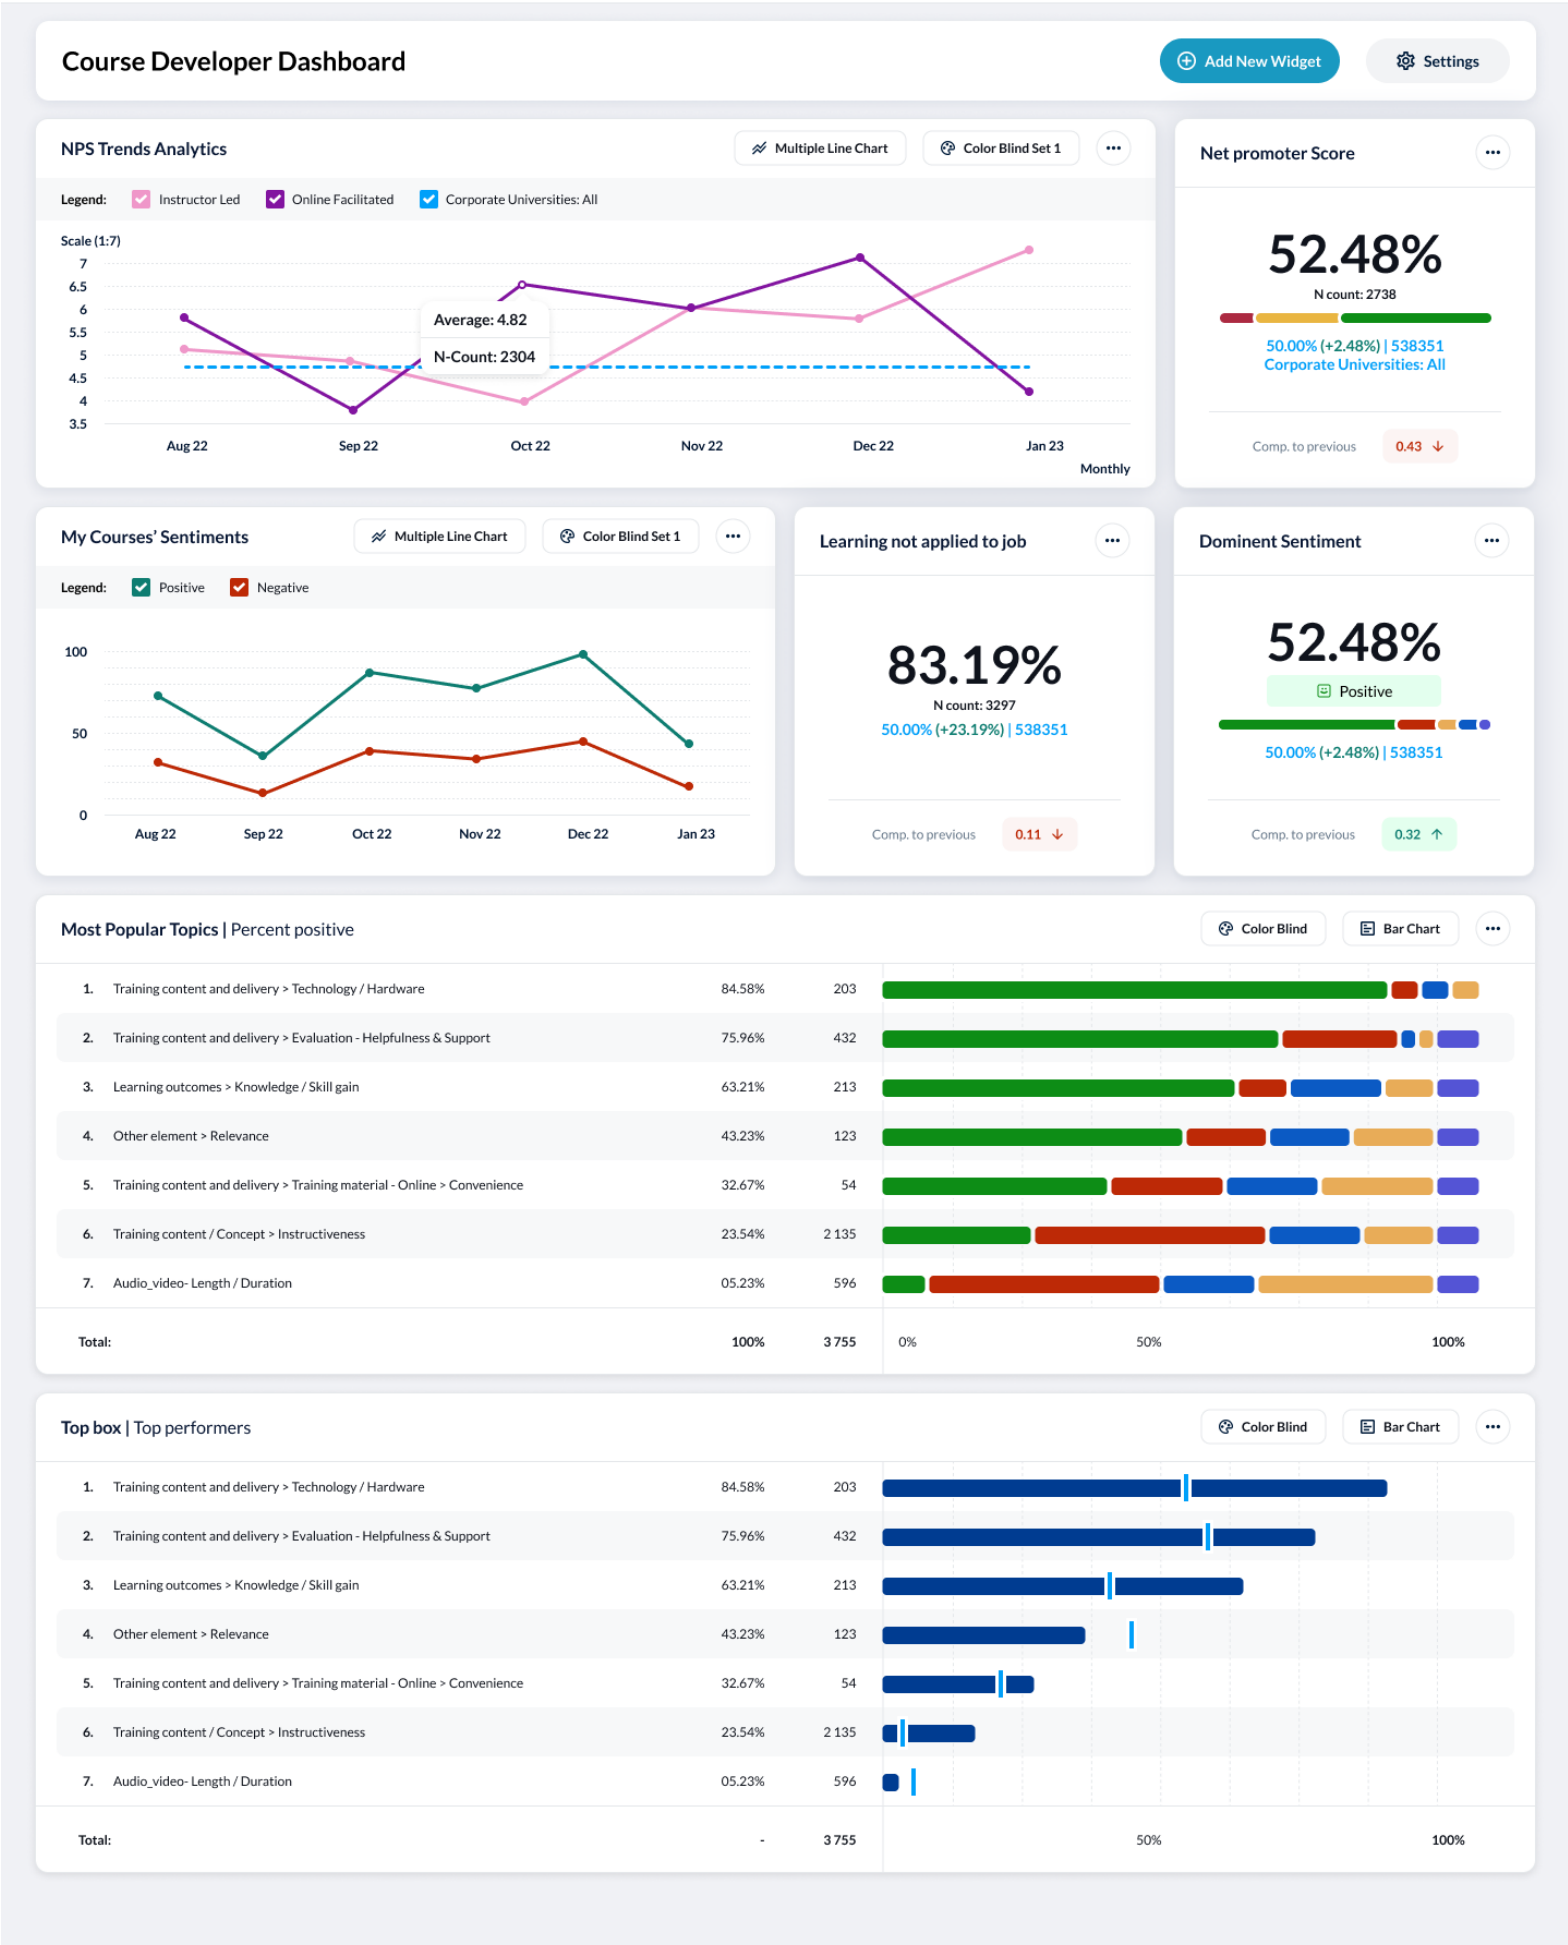 Course Developer Dashboard
Add New Widget
Settings
NPS Trends Analytics
Multiple Line Chart
Color Blind Set 1
Legend:
Instructor Led
Online Facilitated
Corporate Universities: All
Scale (1:7)
7
6.5
6
5.5
5
4.5
4
3.5
Average: 4.82
N-Count: 2304
Aug 22
Sep 22
Oct 22
Nov 22
Dec 22
Jan 23
Monthly
Net promoter Score
52.48%
N count: 2738
50.00% (+2.48%) | 538351
Corporate Universities: All
Comp. to previous
0.43
My Courses' Sentiments
Multiple Line Chart
Color Blind Set 1
Legend:
Positive
Negative
100
50
0
Aug 22
Sep 22
Oct 22
Nov 22
Dec 22
Jan 23
Learning not applied to job
83.19%
N count: 3297
50.00% (+23.19%) | 538351
Comp. to previous
0.11
Dominent Sentiment
52.48%
Positive
50.00% (+2.48%) | 538351
Comp. to previous
0.32
Most Popular Topics | Percent positive
Color Blind
Bar Chart
1. Training content and delivery > Technology / Hardware 84.58% 203
2. Training content and delivery > Evaluation - Helpfulness & Support 75.96% 432
3. Learning outcomes > Knowledge / Skill gain 63.21% 213
4. Other element > Relevance 43.23% 123
5. Training content and delivery > Training material - Online > Convenience 32.67% 54
6. Training content / Concept > Instructiveness 23.54% 2 135
7. Audio_video- Length / Duration 05.23% 596
Total: 100% 3 755 0% 50% 100%
Top box | Top performers
Color Blind
Bar Chart
1. Training content and delivery > Technology / Hardware 84.58% 203
2. Training content and delivery > Evaluation - Helpfulness & Support 75.96% 432
3. Learning outcomes > Knowledge / Skill gain 63.21% 213
4. Other element > Relevance 43.23% 123
5. Training content and delivery > Training material - Online > Convenience 32.67% 54
6. Training content / Concept > Instructiveness 23.54% 2 135
7. Audio_video- Length / Duration 05.23% 596
Total: - 3 755 50% 100%